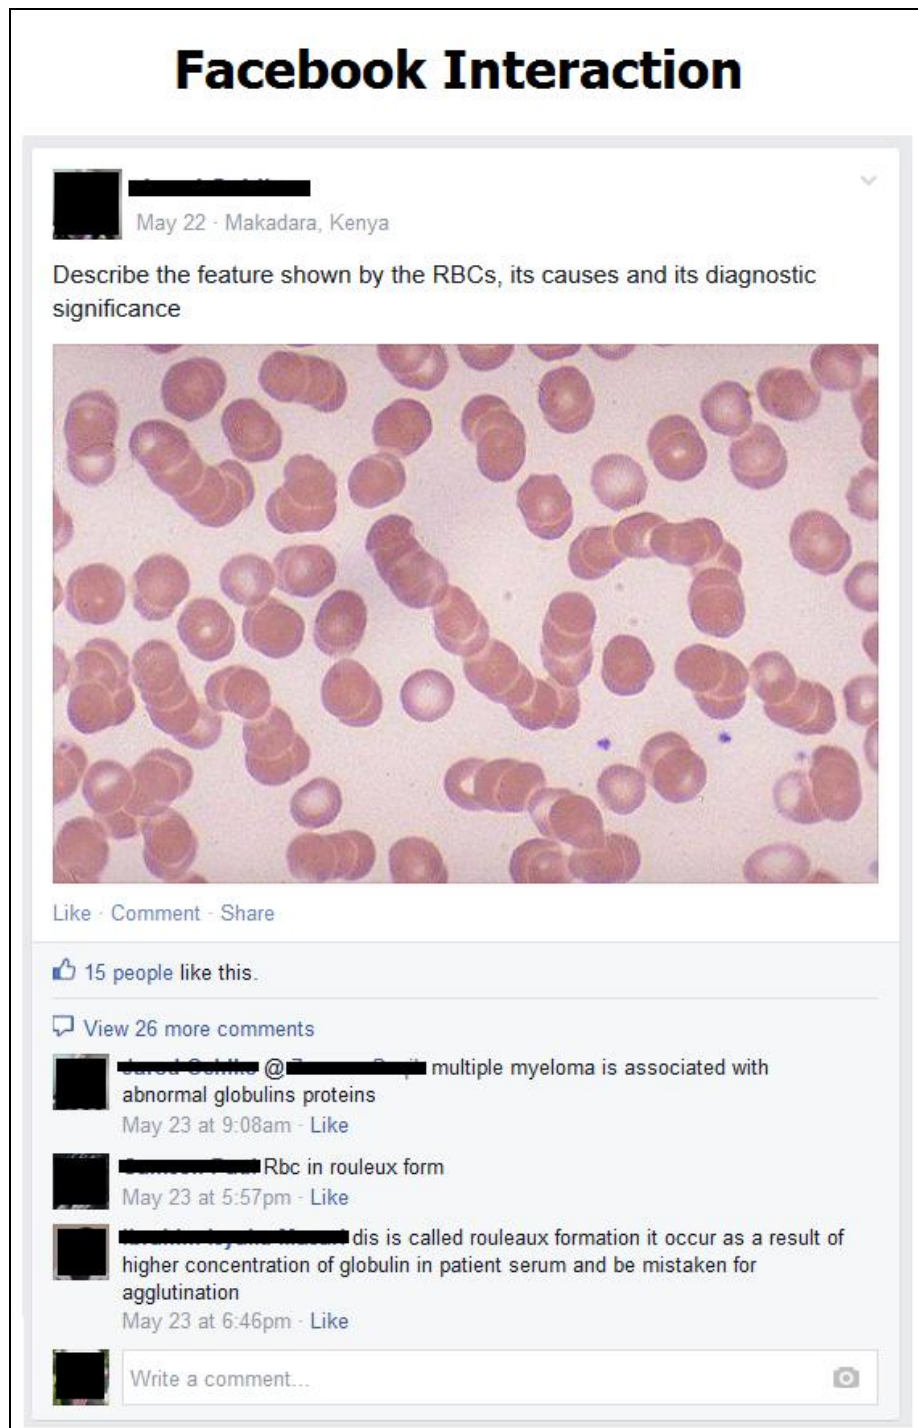 Facebook Interaction
May 22 · Makadara, Kenya
Describe the feature shown by the RBCs, its causes and its diagnostic
significance
Like · Comment · Share
15 people like this.
View 26 more comments
@ multiple myeloma is associated with
abnormal globulins proteins
May 23 at 9:08am · Like
Rbc in rouleux form
May 23 at 5:57pm · Like
dis is called rouleaux formation it occur as a result of
higher concentration of globulin in patient serum and be mistaken for
agglutination
May 23 at 6:46pm · Like
Write a comment...